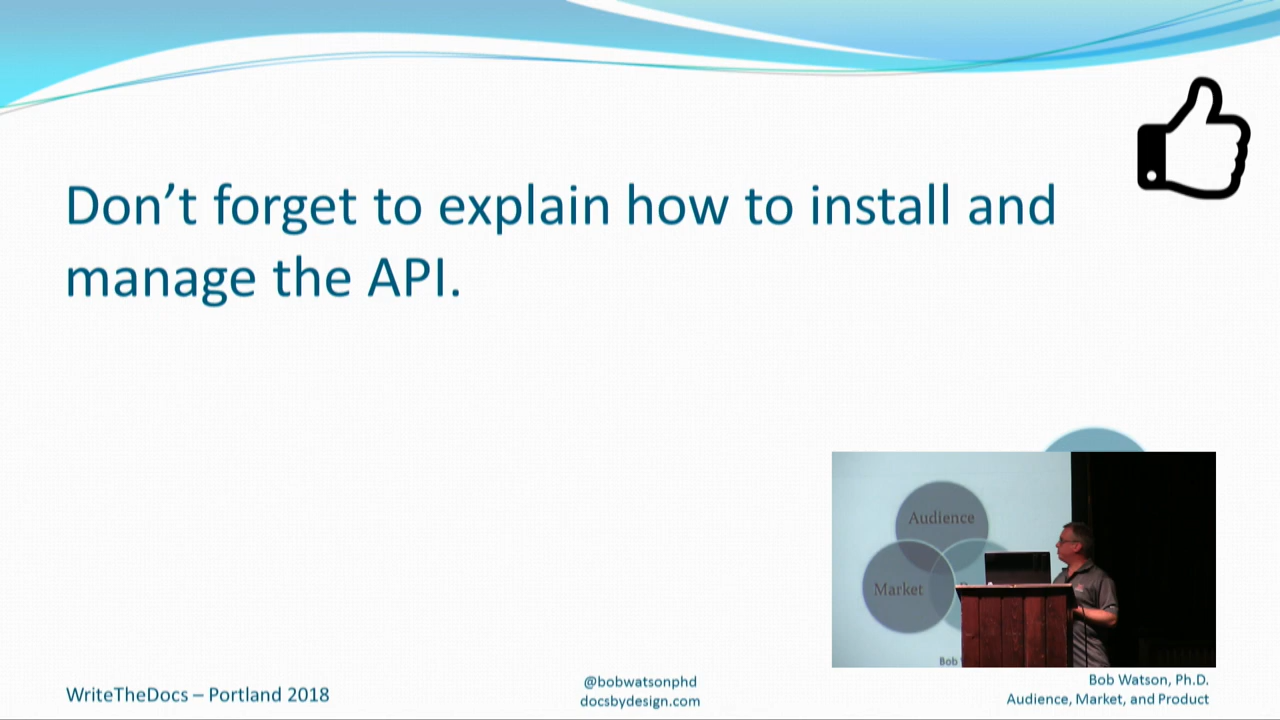 Don't forget to explain how to install and
manage the API.
Audience
Market
Bob
WriteTheDocs – Portland 2018
@bobwatsonphd
docsbydesign.com
Bob Watson, Ph.D.
Audience, Market, and Product